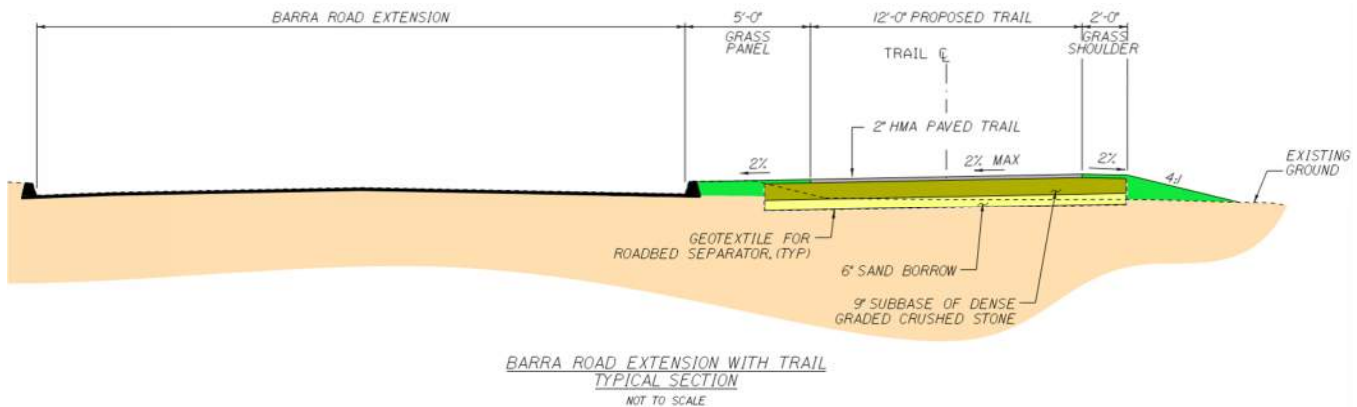 BARRA ROAD EXTENSION
5'-0"
GRASS
PANEL
12'-0" PROPOSED TRAIL
2'-0"
GRASS
SHOULDER
TRAIL ℄
2" HMA PAVED TRAIL
2%
2% MAX
2%
EXISTING
GROUND
GEOTEXTILE FOR
ROADBED SEPARATOR, (TYP)
6" SAND BORROW
9" SUBBASE OF DENSE
GRADED CRUSHED STONE
BARRA ROAD EXTENSION WITH TRAIL
TYPICAL SECTION
NOT TO SCALE